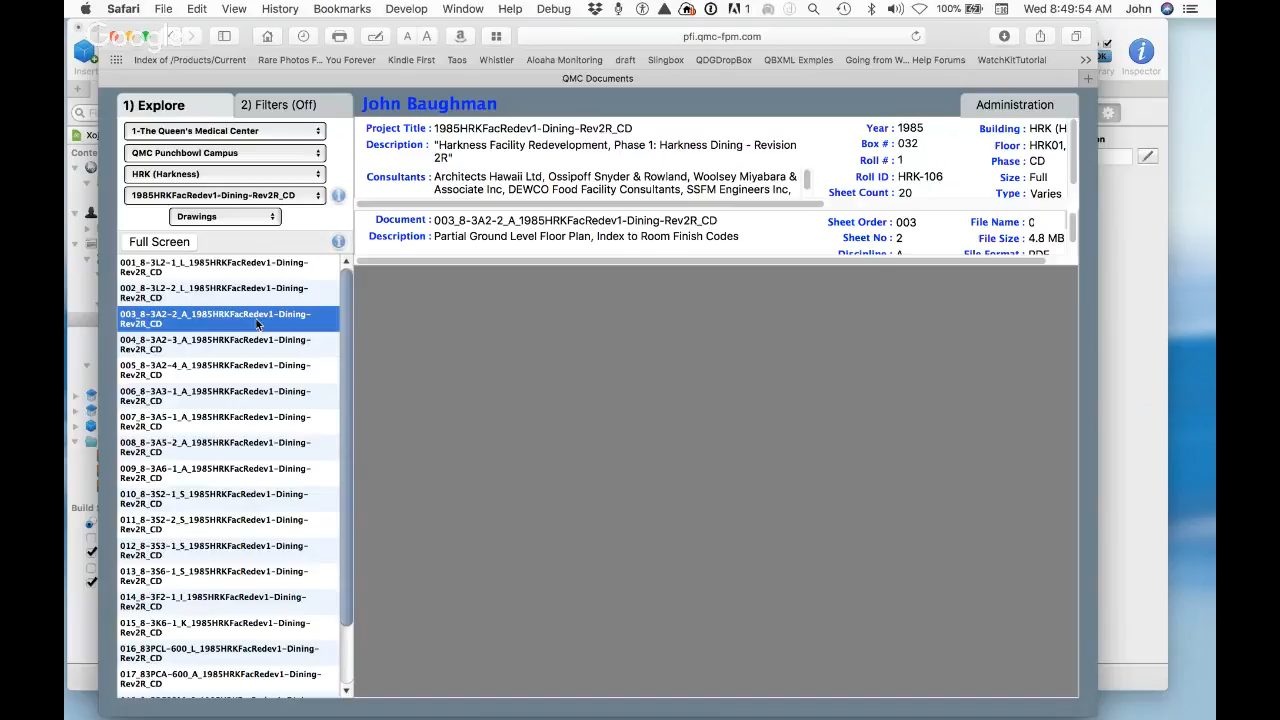 Safari File Edit View History Bookmarks Develop Window Help Debug 1 100% Wed 8:49:54 AM John
Google
pfi.qmc-fpm.com
Insert
Inspector
Index of /Products/Current Rare Photos F... You Forever Kindle First Taos Whistler Aloaha Monitoring draft Slingbox QDGDropBox QBXML Exmples Going from W... Help Forums WatchKitTutorial
QMC Documents
1) Explore
2) Filters (Off)
John Baughman
Administration
1-The Queen's Medical Center
QMC Punchbowl Campus
HRK (Harkness)
1985HRKFacRedev1-Dining-Rev2R_CD
Drawings
Full Screen
Project Title : 1985HRKFacRedev1-Dining-Rev2R_CD
Description : "Harkness Facility Redevelopment, Phase 1: Harkness Dining - Revision
2R"
Consultants : Architects Hawaii Ltd, Ossipoff Snyder & Rowland, Woolsey Miyabara &
Associate Inc, DEWCO Food Facility Consultants, SSFM Engineers Inc,
Year : 1985
Box # : 032
Roll # : 1
Roll ID : HRK-106
Sheet Count : 20
Building : HRK (H
Floor : HRK01,
Phase : CD
Size : Full
Type : Varies
Document : 003_8-3A2-2_A_1985HRKFacRedev1-Dining-Rev2R_CD
Description : Partial Ground Level Floor Plan, Index to Room Finish Codes
Sheet Order : 003
Sheet No : 2
Discipline : A
File Name : 0
File Size : 4.8 MB
File Format : PDF
001_8-3L2-1_L_1985HRKFacRedev1-Dining-
Rev2R_CD
002_8-3L2-2_L_1985HRKFacRedev1-Dining-
Rev2R_CD
003_8-3A2-2_A_1985HRKFacRedev1-Dining-
Rev2R_CD
004_8-3A2-3_A_1985HRKFacRedev1-Dining-
Rev2R_CD
005_8-3A2-4_A_1985HRKFacRedev1-Dining-
Rev2R_CD
006_8-3A3-1_A_1985HRKFacRedev1-Dining-
Rev2R_CD
007_8-3A5-1_A_1985HRKFacRedev1-Dining-
Rev2R_CD
008_8-3A5-2_A_1985HRKFacRedev1-Dining-
Rev2R_CD
009_8-3A6-1_A_1985HRKFacRedev1-Dining-
Rev2R_CD
010_8-3S2-1_S_1985HRKFacRedev1-Dining-
Rev2R_CD
011_8-3S2-2_S_1985HRKFacRedev1-Dining-
Rev2R_CD
012_8-3S3-1_S_1985HRKFacRedev1-Dining-
Rev2R_CD
013_8-3S6-1_S_1985HRKFacRedev1-Dining-
Rev2R_CD
014_8-3F2-1_I_1985HRKFacRedev1-Dining-
Rev2R_CD
015_8-3K6-1_K_1985HRKFacRedev1-Dining-
Rev2R_CD
016_83PCL-600_L_1985HRKFacRedev1-Dining-
Rev2R_CD
017_83PCA-600_A_1985HRKFacRedev1-Dining-
Rev2R_CD
Xoj
Conte
Build S